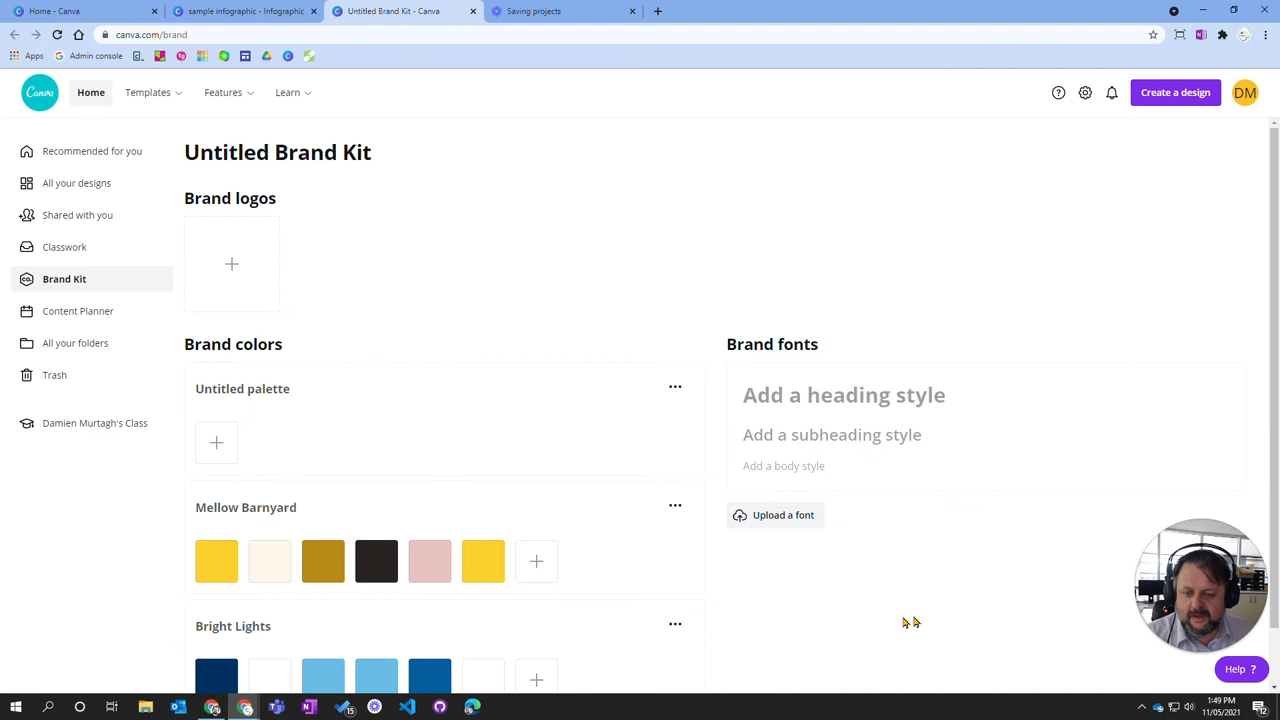 Home - Canva
sample infographic - Infographic
Untitled Brand Kit - Canva
Saving projects
canva.com/brand
Apps
Admin console
Canva
Home
Templates
Features
Learn
Create a design
DM
Recommended for you
All your designs
Shared with you
Classwork
Brand Kit
Content Planner
All your folders
Trash
Damien Murtagh's Class
Untitled Brand Kit
Brand logos
Brand colors
Untitled palette
Mellow Barnyard
Bright Lights
Brand fonts
Add a heading style
Add a subheading style
Add a body style
Upload a font
Help ?
15
1:49 PM
11/05/2021
12